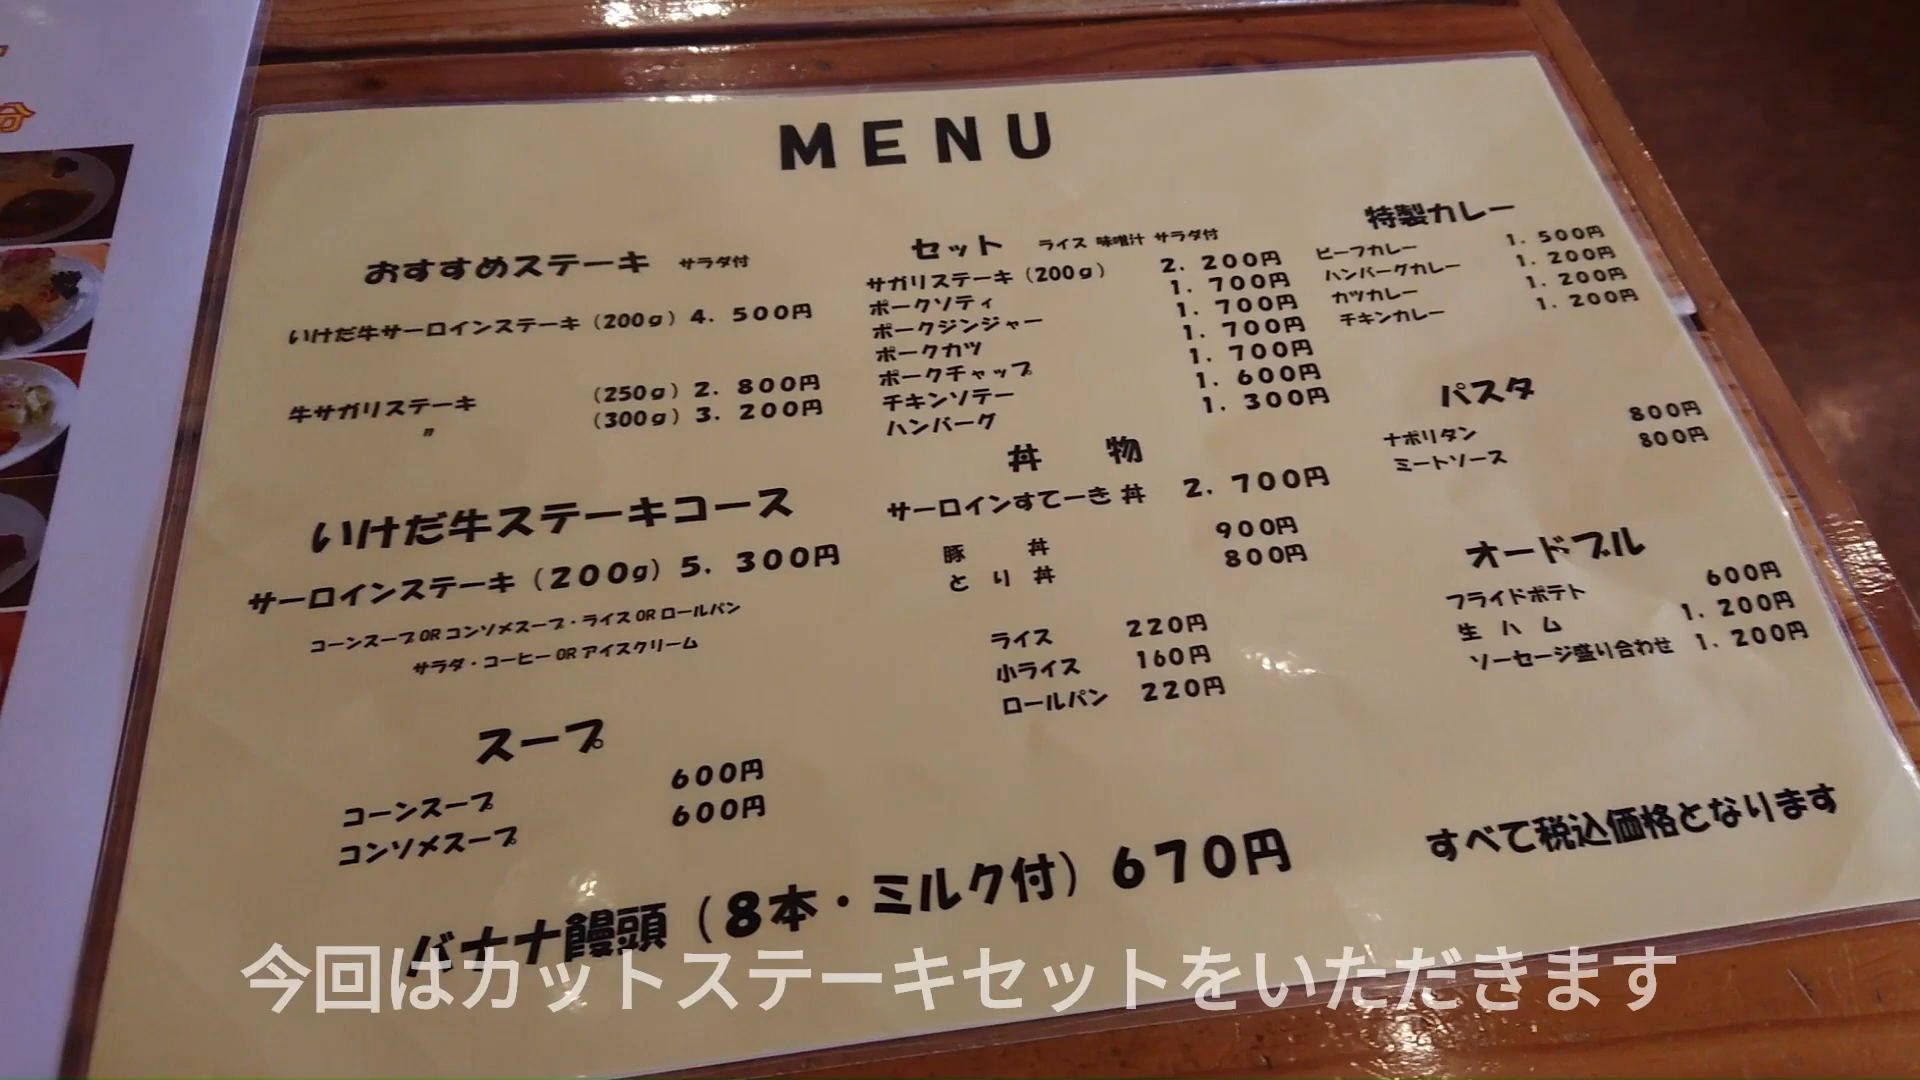 MENU
おすすめステーキ サラダ付
いけだ牛サーロインステーキ(200g) 4.500円
牛サガリステーキ (250g) 2.800円
〃 (300g) 3.200円
いけだ牛ステーキコース
サーロインステーキ(200g) 5.300円
コーンスープORコンソメスープ・ライスORロールパン
サラダ・コーヒーORアイスクリーム
スープ
コーンスープ 600円
コンソメスープ 600円
セット ライス 味噌汁 サラダ付
サガリステーキ(200g) 2.200円
ポークソティ 1.700円
ポークジンジャー 1.700円
ポークカツ 1.700円
ポークチャップ 1.700円
チキンソテー 1.600円
ハンバーグ 1.300円
丼 物
サーロインすてーき丼 2.700円
豚 丼 900円
とり丼 800円
ライス 220円
小ライス 160円
ロールパン 220円
特製カレー
ビーフカレー 1.500円
ハンバーグカレー 1.200円
カツカレー 1.200円
チキンカレー 1.200円
パスタ
ナポリタン 800円
ミートソース 800円
オードブル
フライドポテト 600円
生ハム 1.200円
ソーセージ盛り合わせ 1.200円
バナナ饅頭(8本・ミルク付) 670円
すべて税込価格となります
今回はカットステーキセットをいただきます